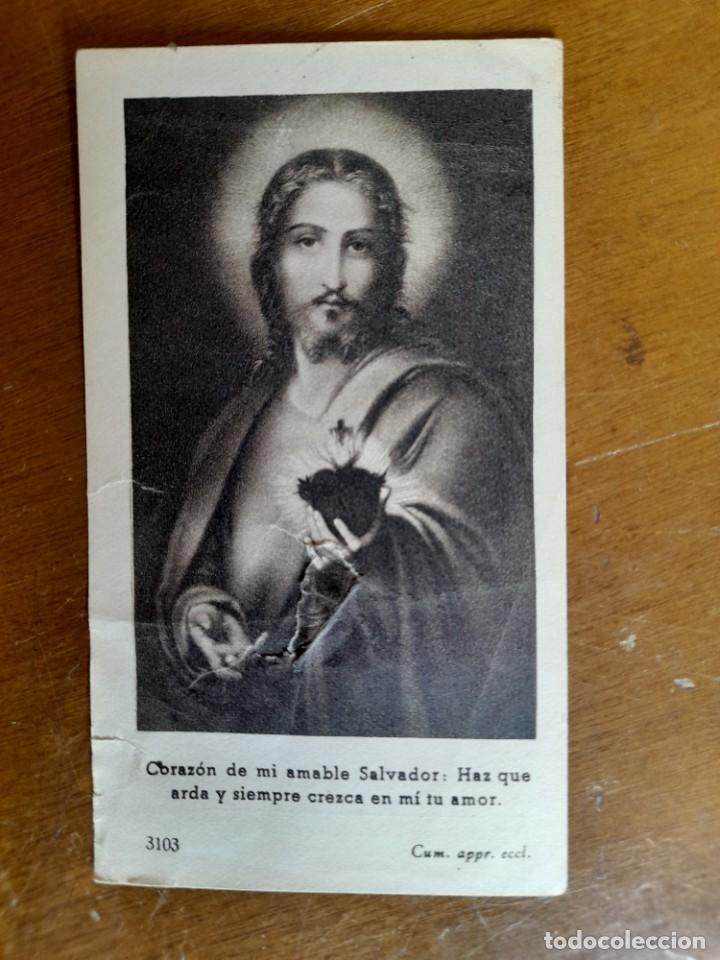 Corazón de mi amable Salvador: Haz que
arda y siempre crezca en mí tu amor.
3103
Cum. appr. eccl.
todocoleccion